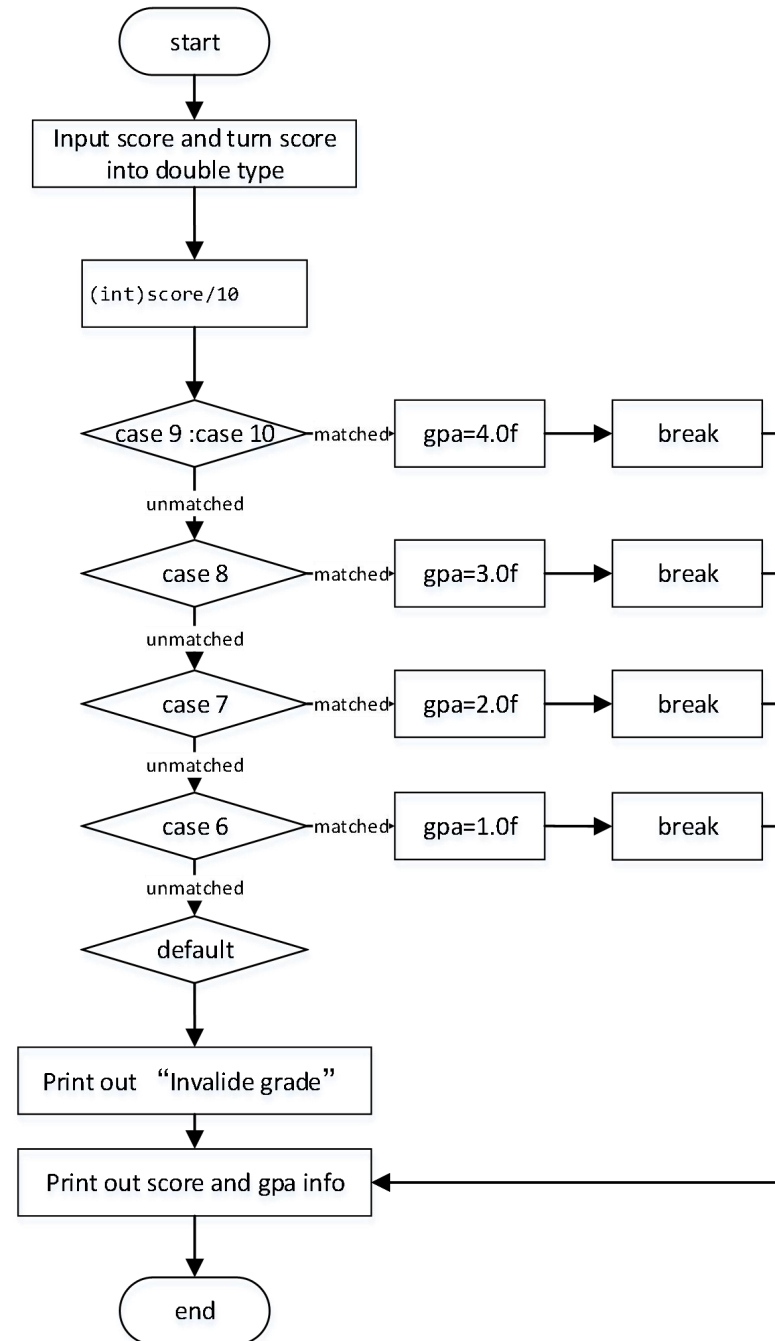 start
Input score and turn score
into double type
(int)score/10
case 9 :case 10
matched
gpa=4.0f
break
unmatched
case 8
matched
gpa=3.0f
break
unmatched
case 7
matched
gpa=2.0f
break
unmatched
case 6
matched
gpa=1.0f
break
unmatched
default
Print out “Invalide grade”
Print out score and gpa info
end